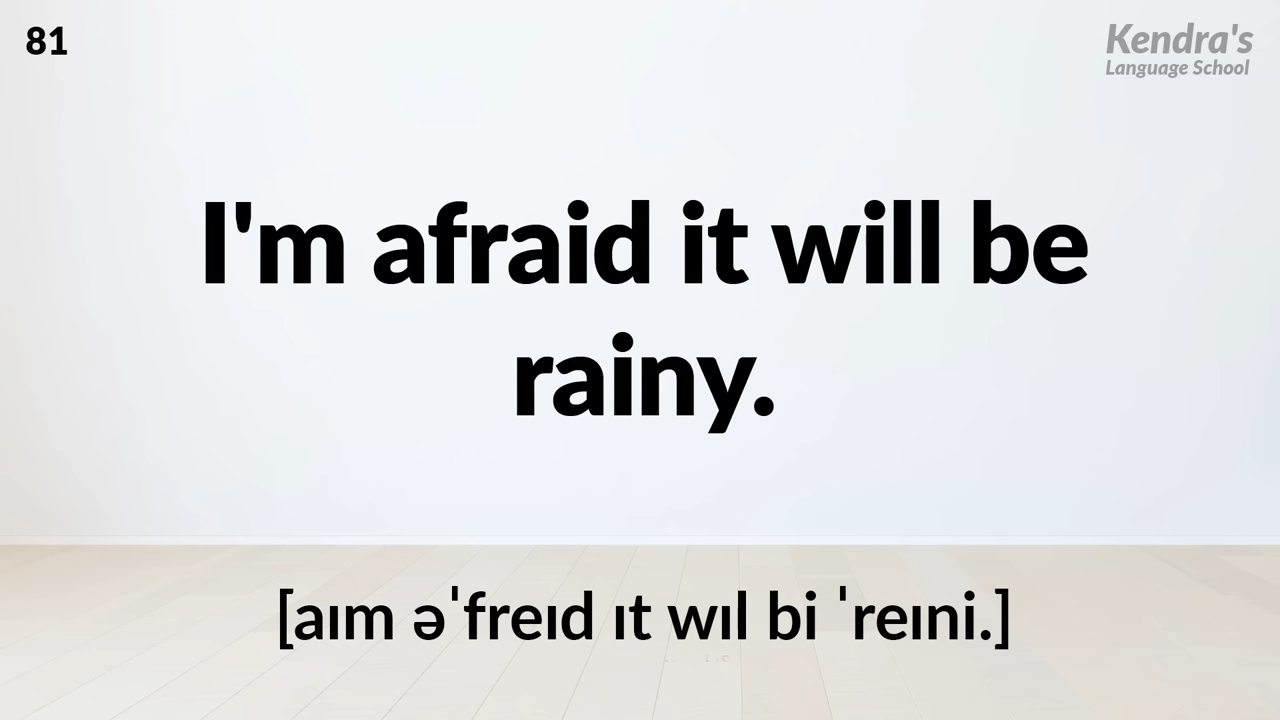 81
Kendra's
Language School
I'm afraid it will be
rainy.
[aɪm əˈfreɪd ɪt wɪl bi ˈreɪni.]